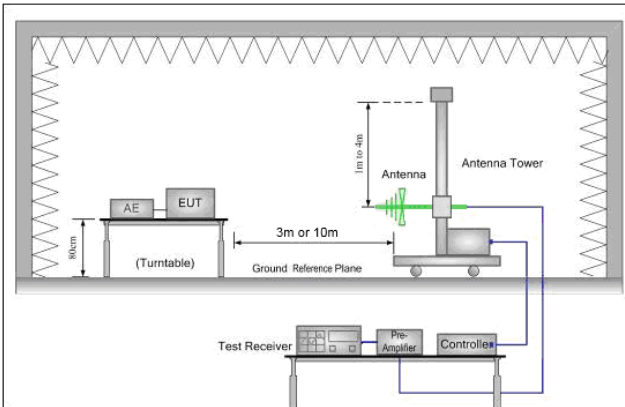 1m to 4m
Antenna
Antenna Tower
AE
EUT
3m or 10m
80cm
(Turntable)
Ground Reference Plane
Test Receiver
Pre-
Amplifier
Controller